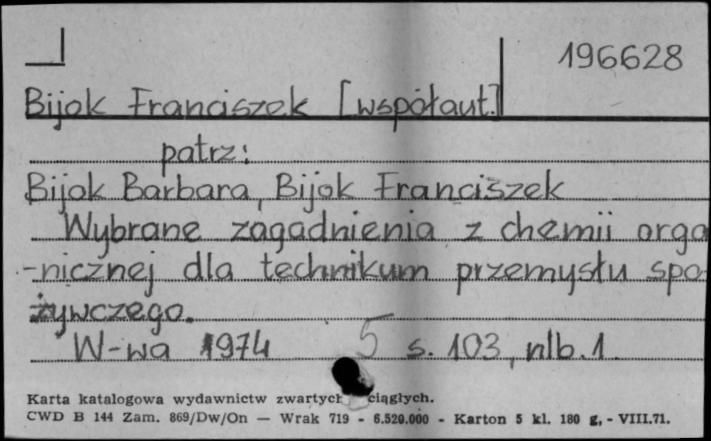 196628
Bijok Franciszek [współaut.]
patrz:
Bijok Barbara, Bijok Franciszek
Wybrane zagadnienia z chemii orga
-nicznej dla technikum przemysłu spo
żywczego.
W-wa 1974 5 s. 103, nlb. 1.
Karta katalogowa wydawnictw zwartych ciągłych.
CWD B 144 Zam. 869/Dw/On — Wrak 719 - 6.520.000 - Karton 5 kl. 180 g, - VIII.71.